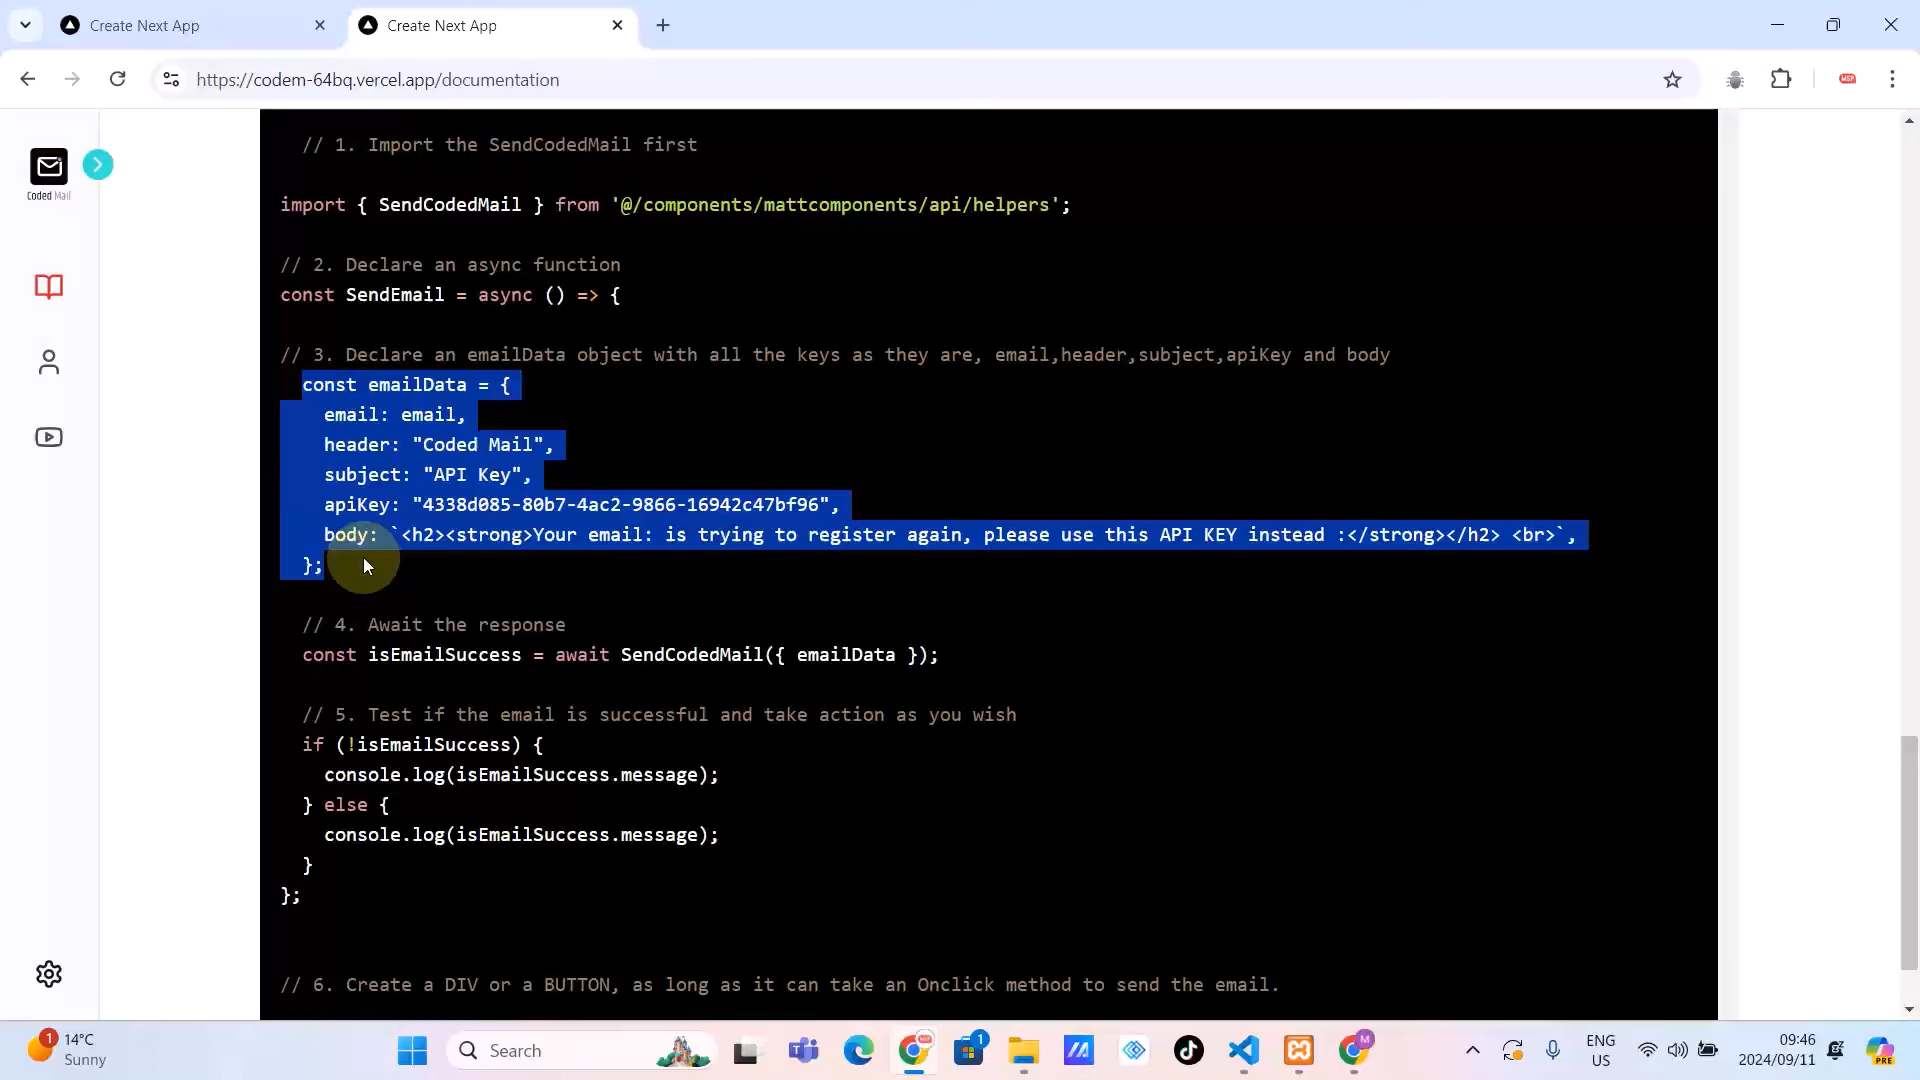 Create Next App
Create Next App
https://codem-64bq.vercel.app/documentation
MSP
Coded Mail
// 1. Import the SendCodedMail first
import { SendCodedMail } from '@/components/mattcomponents/api/helpers';
// 2. Declare an async function
const SendEmail = async () => {
// 3. Declare an emailData object with all the keys as they are, email,header,subject,apiKey and body
const emailData = {
email: email,
header: "Coded Mail",
subject: "API Key",
apiKey: "4338d085-80b7-4ac2-9866-16942c47bf96",
body: `<h2><strong>Your email: is trying to register again, please use this API KEY instead :</strong></h2> <br>`,
};
// 4. Await the response
const isEmailSuccess = await SendCodedMail({ emailData });
// 5. Test if the email is successful and take action as you wish
if (!isEmailSuccess) {
console.log(isEmailSuccess.message);
} else {
console.log(isEmailSuccess.message);
}
};
// 6. Create a DIV or a BUTTON, as long as it can take an Onclick method to send the email.
1
14°C
Sunny
Search
MSP
1
M
ENG
US
09:46
2024/09/11
PRE